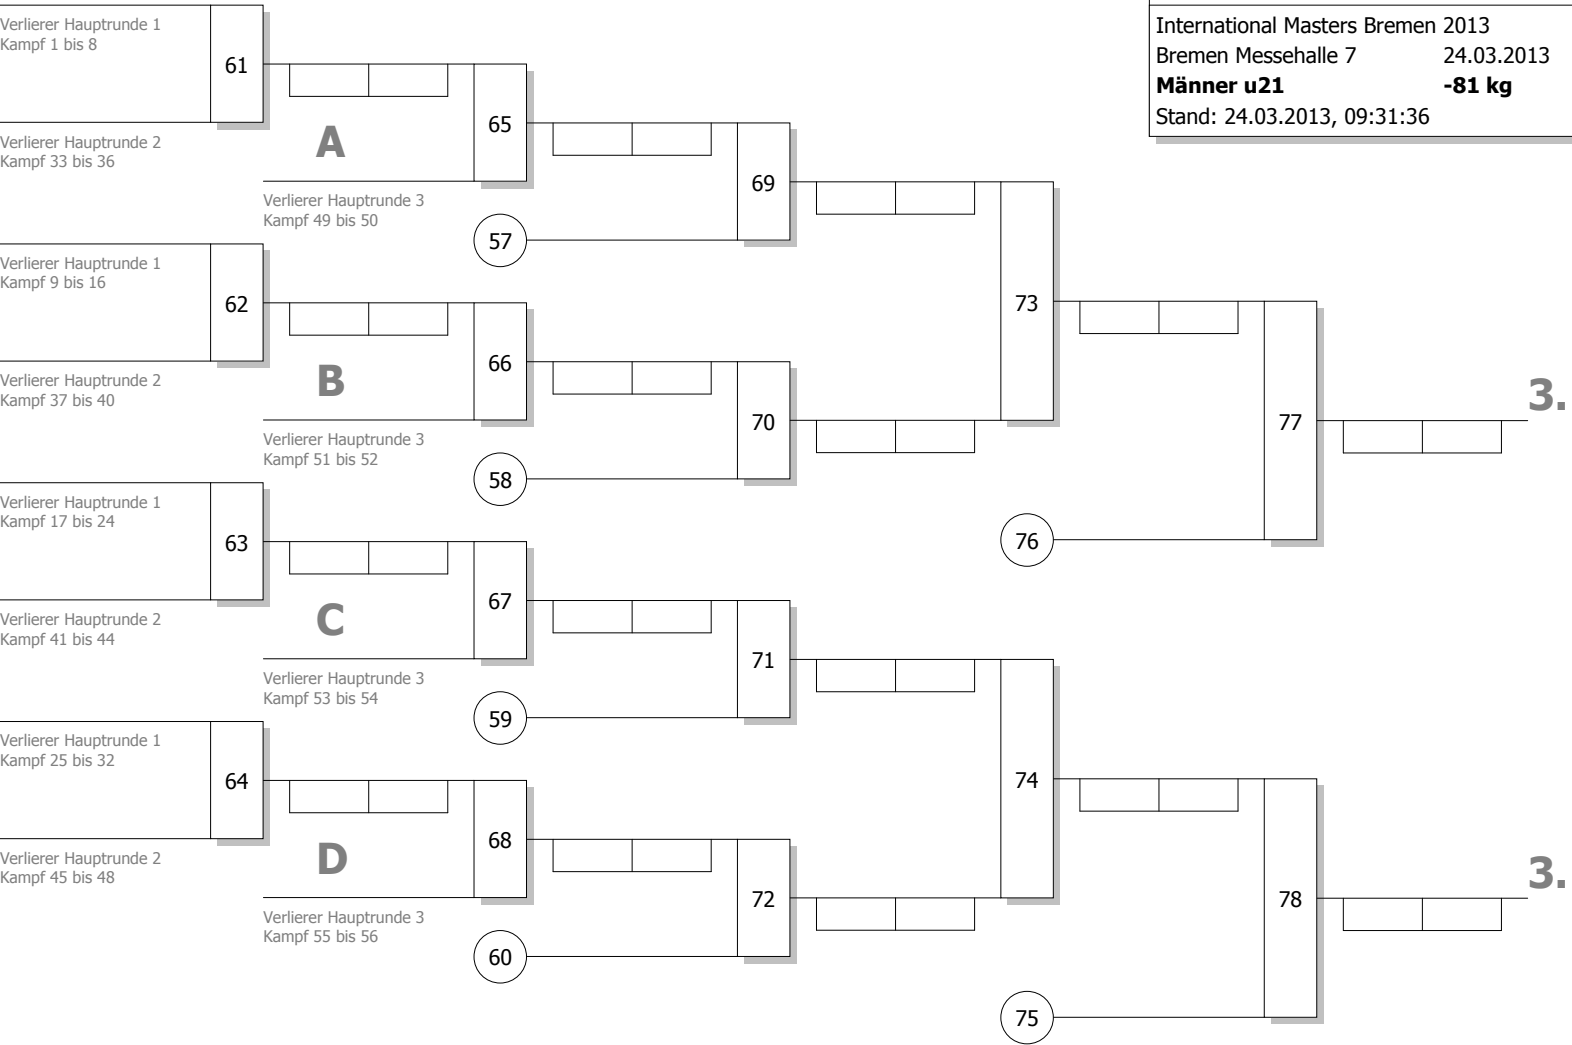 International Masters Bremen 2013
Bremen Messehalle 7 24.03.2013
Männer u21 -81 kg
Stand: 24.03.2013, 09:31:36
Verlierer Hauptrunde 1
Kampf 1 bis 8
61
Verlierer Hauptrunde 2
Kampf 33 bis 36
A
65
Verlierer Hauptrunde 3
Kampf 49 bis 50
57
69
Verlierer Hauptrunde 1
Kampf 9 bis 16
62
Verlierer Hauptrunde 2
Kampf 37 bis 40
B
66
Verlierer Hauptrunde 3
Kampf 51 bis 52
58
70
73
76
77
3.
Verlierer Hauptrunde 1
Kampf 17 bis 24
63
Verlierer Hauptrunde 2
Kampf 41 bis 44
C
67
Verlierer Hauptrunde 3
Kampf 53 bis 54
59
71
Verlierer Hauptrunde 1
Kampf 25 bis 32
64
Verlierer Hauptrunde 2
Kampf 45 bis 48
D
68
Verlierer Hauptrunde 3
Kampf 55 bis 56
60
72
74
75
78
3.